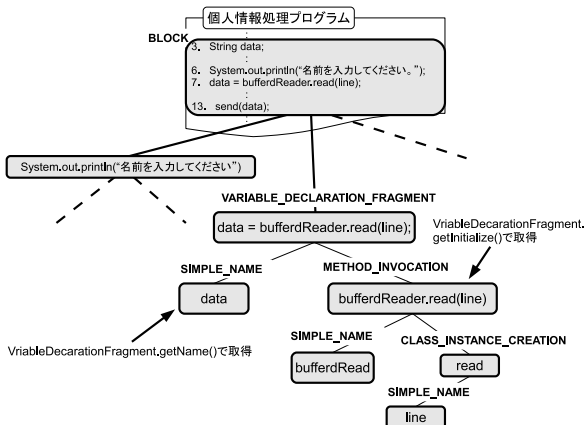 個人情報処理プログラム
BLOCK
3. String data;
6. System.out.println(“名前を入力してください。”);
7. data = bufferdReader.read(line);
13. send(data);
System.out.println(“名前を入力してください”)
VARIABLE_DECLARATION_FRAGMENT
data = bufferdReader.read(line);
VriableDecarationFragment.
getInitialize()で取得
SIMPLE_NAME
data
METHOD_INVOCATION
bufferdReader.read(line)
VriableDecarationFragment.getName()で取得
SIMPLE_NAME
bufferdRead
CLASS_INSTANCE_CREATION
read
SIMPLE_NAME
line